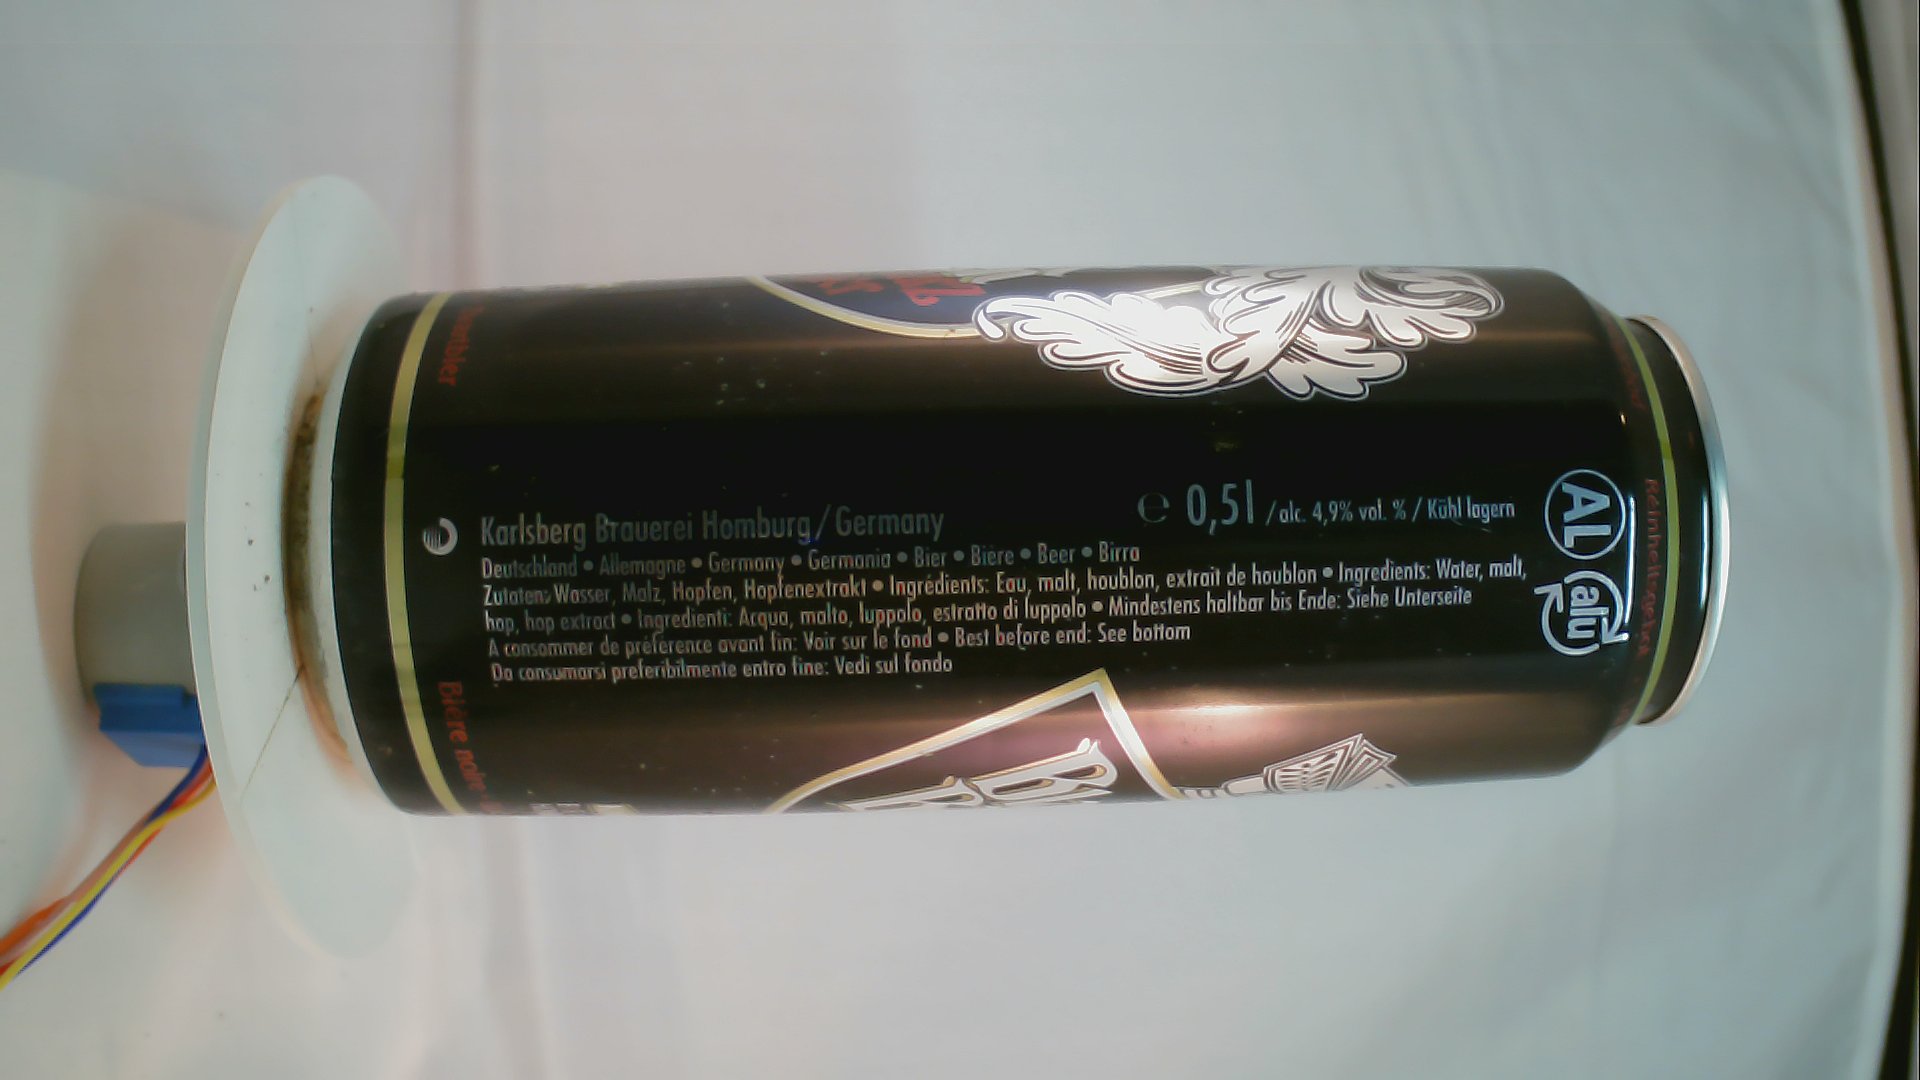 Karlsberg Brauerei Homburg/Germany
℮ 0,5l /alc. 4,9% vol. % / Kühl lagern
Deutschland • Allemagne • Germany • Germania • Bier • Bière • Beer • Birra
Zutaten: Wasser, Malz, Hopfen, Hopfenextrakt • Ingrédients: Eau, malt, houblon, extrait de houblon • Ingredients: Water, malt,
hop, hop extract • Ingredienti: Acqua, malto, luppolo, estratto di luppolo • Mindestens haltbar bis Ende: Siehe Unterseite
A consommer de préférence avant fin: Voir sur le fond • Best before end: See bottom
Da consumarsi preferibilmente entro fine: Vedi sul fondo
AL
alu
Bière noire